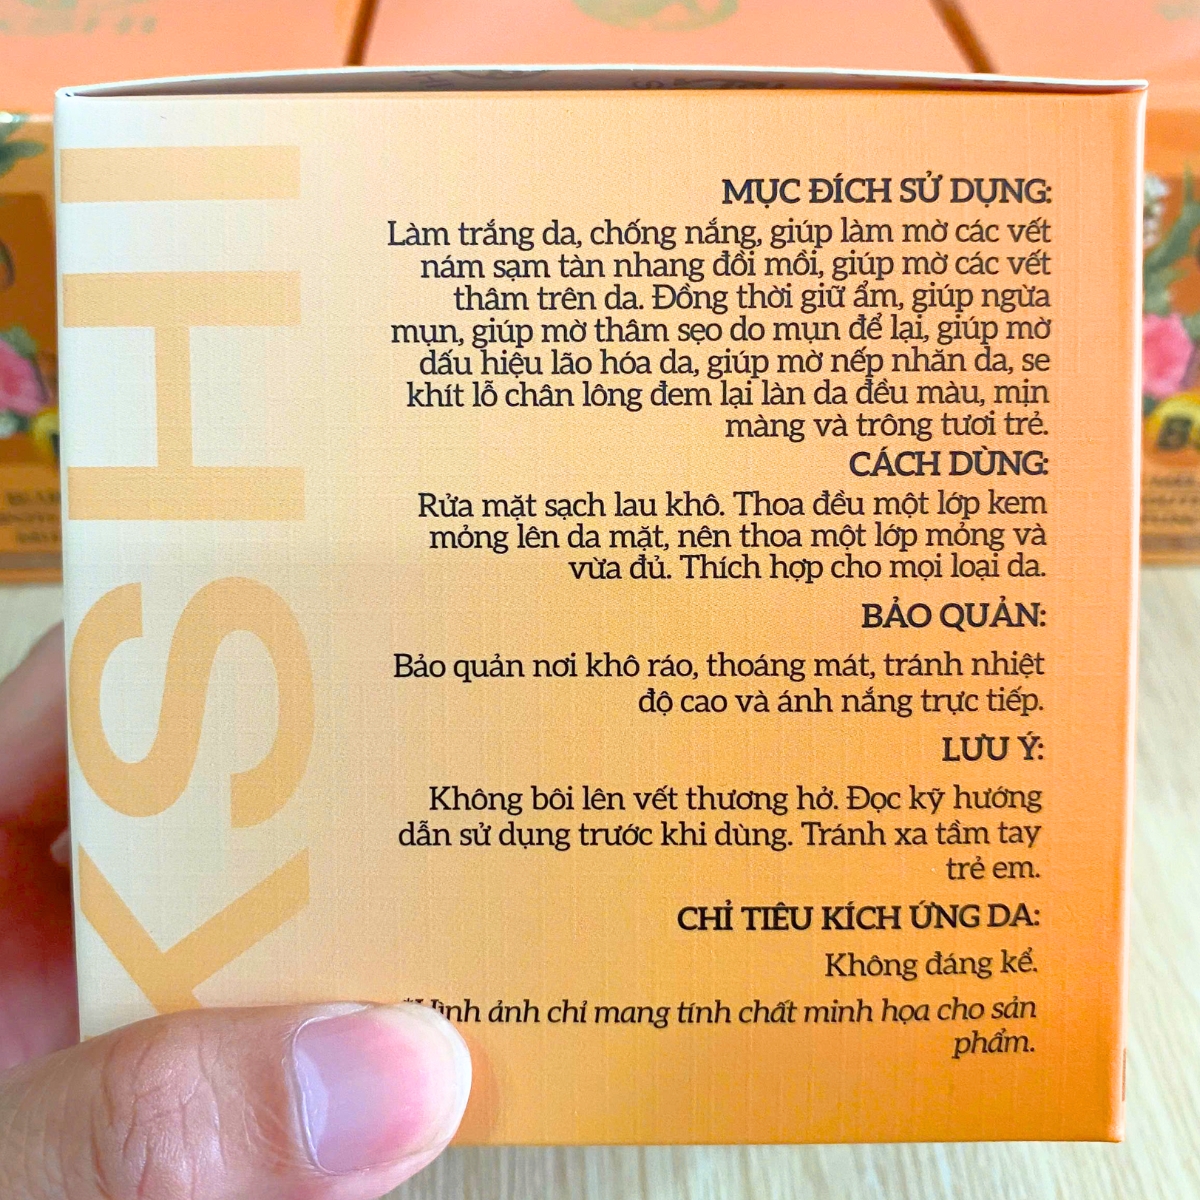 MỤC ĐÍCH SỬ DỤNG:
Làm trắng da, chống nắng, giúp làm mờ các vết
nám sạm tàn nhang đồi mồi, giúp mờ các vết
thâm trên da. Đồng thời giữ ẩm, giúp ngừa
mụn, giúp mờ thâm sẹo do mụn để lại, giúp mờ
dấu hiệu lão hóa da, giúp mờ nếp nhăn da, se
khít lỗ chân lông đem lại làn da đều màu, mịn
màng và trông tươi trẻ.
CÁCH DÙNG:
Rửa mặt sạch lau khô. Thoa đều một lớp kem
mỏng lên da mặt, nên thoa một lớp mỏng và
vừa đủ. Thích hợp cho mọi loại da.
BẢO QUẢN:
Bảo quản nơi khô ráo, thoáng mát, tránh nhiệt
độ cao và ánh nắng trực tiếp.
LƯU Ý:
Không bôi lên vết thương hở. Đọc kỹ hướng
dẫn sử dụng trước khi dùng. Tránh xa tầm tay
trẻ em.
CHỈ TIÊU KÍCH ỨNG DA:
Không đáng kể.
*Hình ảnh chỉ mang tính chất minh họa cho sản
phẩm.
KSHI